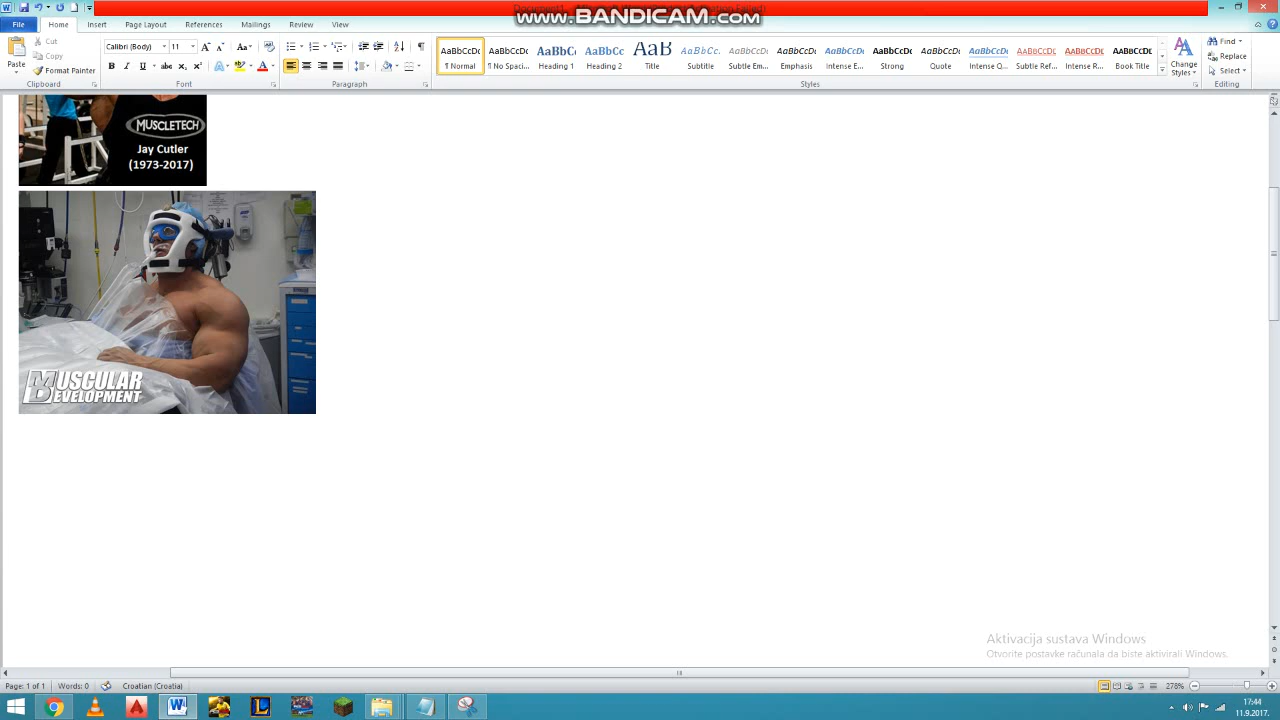 Document1
WWW.BANDICAM.COM
File Home Insert Page Layout References Mailings Review View
Cut
Copy
Format Painter
Paste
Calibri (Body) 11
AaBbCcDc AaBbCcDc AaBbC AaBbCc AaB AaBbCc. AaBbCcDc AaBbCcDc AaBbCcDc AaBbCcDc AaBbCcDc AaBbCcDc AaBbCcDc AaBbCcDc AaBbCcDc
¶ Normal ¶ No Spaci... Heading 1 Heading 2 Title Subtitle Subtle Em... Emphasis Intense E... Strong Quote Intense Q... Subtle Ref... Intense R... Book Title
Change
Styles
Find
Replace
Select
Clipboard Font Paragraph Styles Editing
MUSCLETECH
Jay Cutler
(1973-2017)
MUSCULAR
DEVELOPMENT
Aktivacija sustava Windows
Otvorite postavke računala da biste aktivirali Windows.
Page: 1 of 1 Words: 0 Croatian (Croatia) 278%
17:44
11.9.2017.